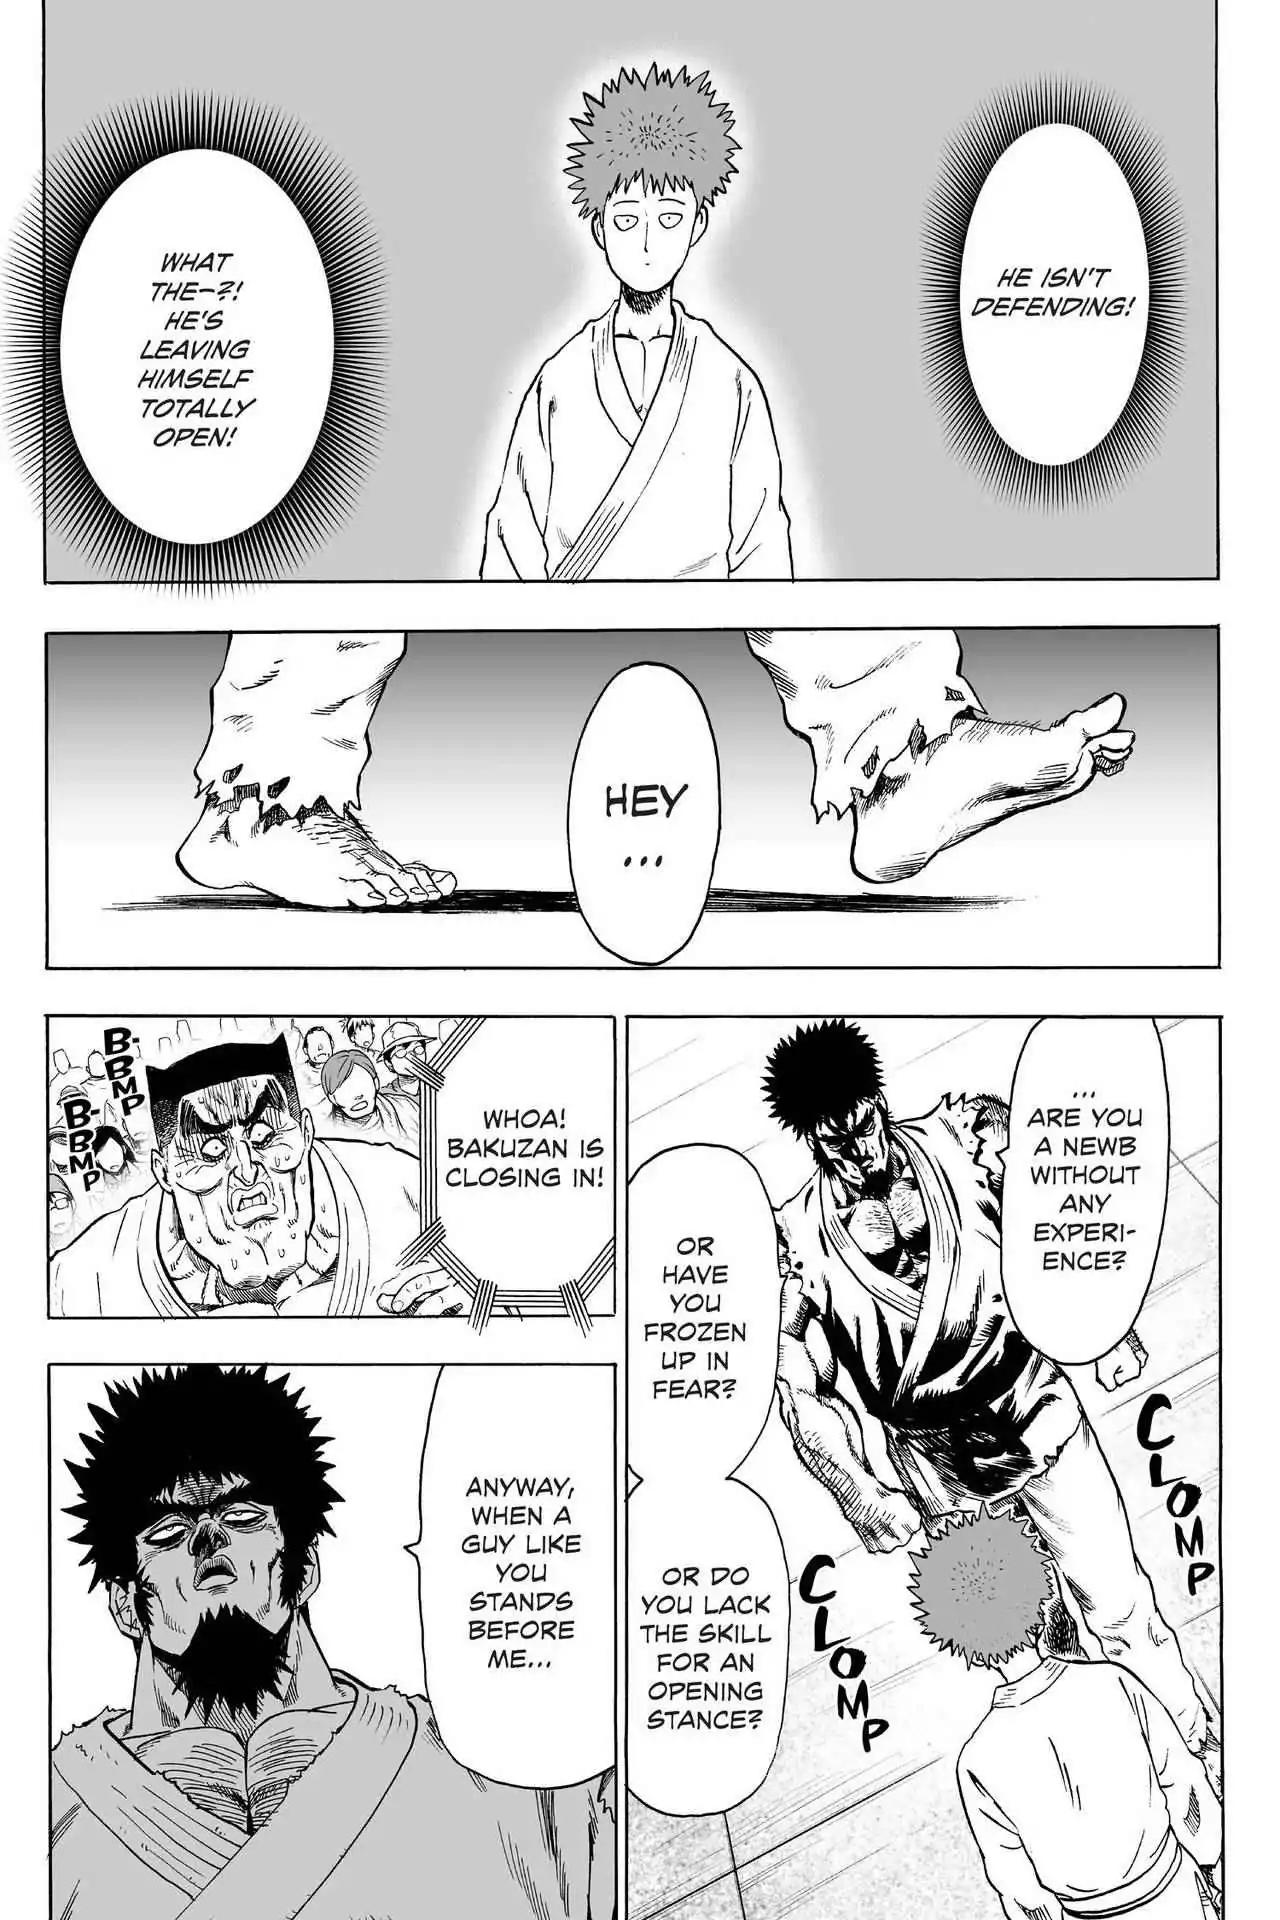 HE ISN'T
DEFENDING!
WHAT
THE—?!
HE'S
LEAVING
HIMSELF
TOTALLY
OPEN!
HEY
...
...
ARE YOU
A NEWB
WITHOUT
ANY
EXPERI-
ENCE?
OR
HAVE
YOU
FROZEN
UP IN
FEAR?
OR DO
YOU LACK
THE SKILL
FOR AN
OPENING
STANCE?
CLOMP
CLOMP
WHOA!
BAKUZAN IS
CLOSING IN!
B-
BBMP
B-
BBMP
ANYWAY,
WHEN A
GUY LIKE
YOU
STANDS
BEFORE
ME...